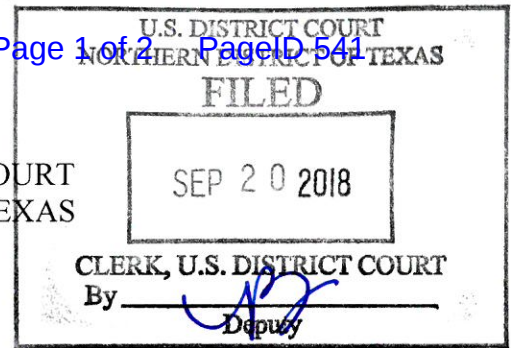 U.S. DISTRICT COURT
Page 1 of 2 PageID 541
NORTHERN DISTRICT OF TEXAS
FILED
OURT
EXAS
SEP 20 2018
CLERK, U.S. DISTRICT COURT
By
Deputy